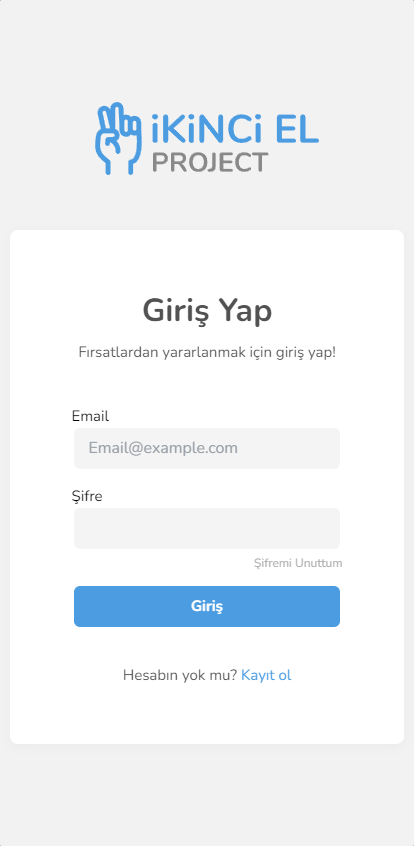 iKiNCi EL
PROJECT
Giriş Yap
Fırsatlardan yararlanmak için giriş yap!
Email
Email@example.com
Şifre
Şifremi Unuttum
Giriş
Hesabın yok mu? Kayıt ol